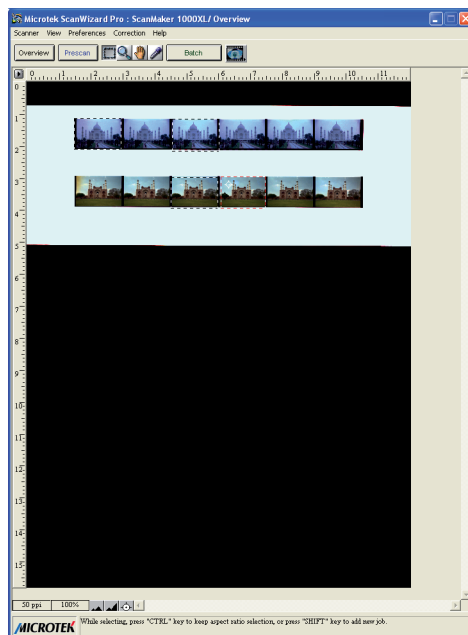 Microtek ScanWizard Pro : ScanMaker 1000XL/ Overview
Scanner View Preferences Correction Help
Overview Prescan Batch
0 1 2 3 4 5 6 7 8 9 10 11
0
1
2
3
4
5
6
7
8
9
10
11
12
13
14
15
50 ppi 100%
MICROTEK While selecting, press "CTRL" key to keep aspect ratio selection, or press "SHIFT" key to add new job.